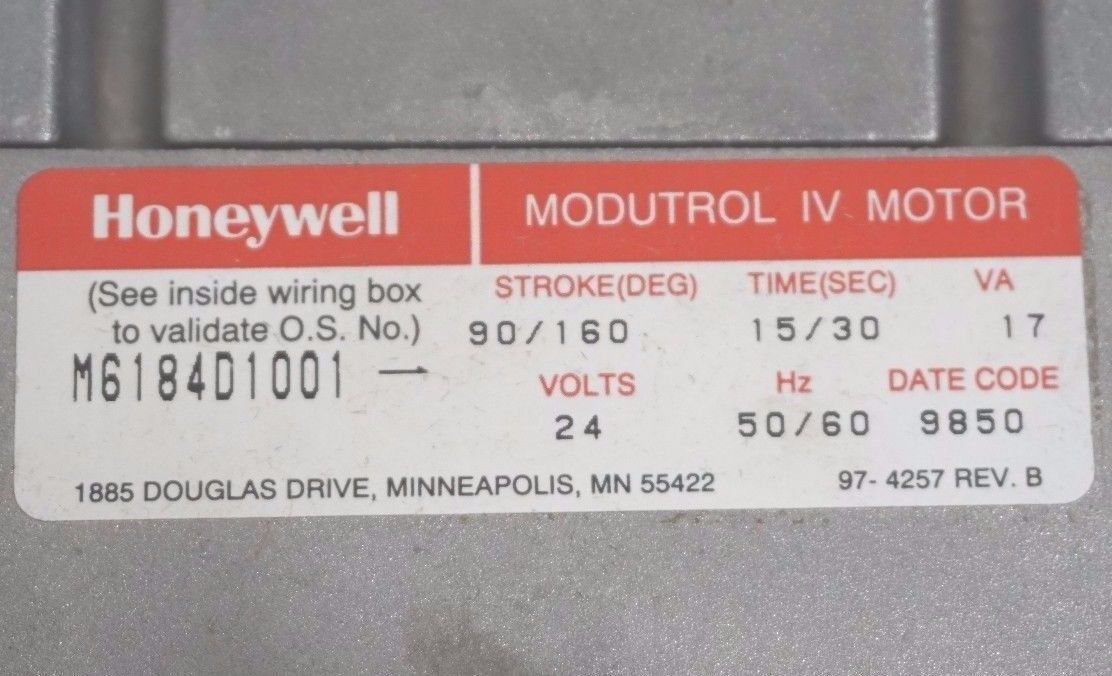 Honeywell
MODUTROL IV MOTOR
(See inside wiring box
to validate O.S. No.)
M6184D1001 —
STROKE(DEG) TIME(SEC) VA
90/160 15/30 17
VOLTS Hz DATE CODE
24 50/60 9850
1885 DOUGLAS DRIVE, MINNEAPOLIS, MN 55422
97-4257 REV. B